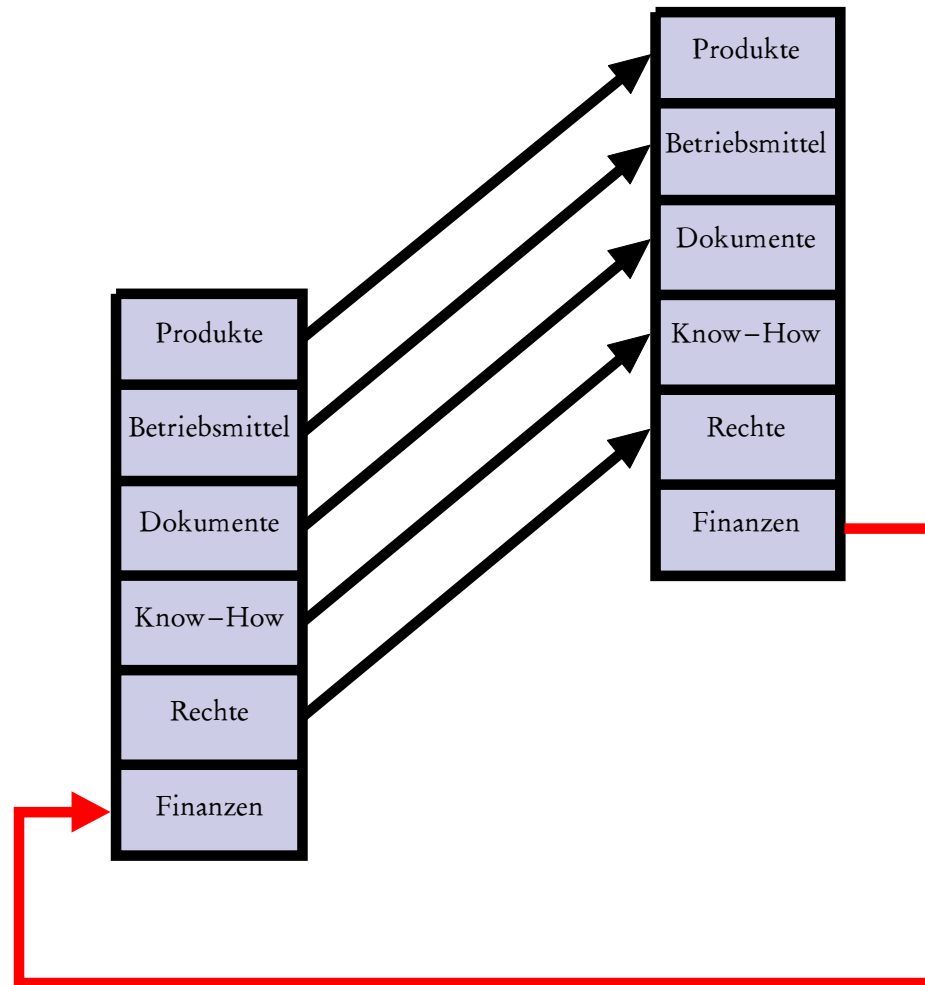 Produkte
Betriebsmittel
Dokumente
Know–How
Rechte
Finanzen
Produkte
Betriebsmittel
Dokumente
Know–How
Rechte
Finanzen